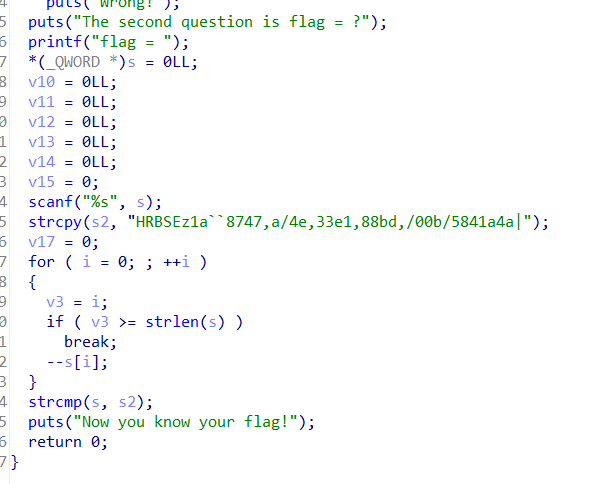 4 puts("Wrong!");
5 puts("The second question is flag = ?");
6 printf("flag = ");
7 *(_QWORD *)s = 0LL;
8 v10 = 0LL;
9 v11 = 0LL;
0 v12 = 0LL;
1 v13 = 0LL;
2 v14 = 0LL;
3 v15 = 0;
4 scanf("%s", s);
5 strcpy(s2, "HRBSEz1a``8747,a/4e,33e1,88bd,/00b/5841a4a|");
6 v17 = 0;
7 for ( i = 0; ; ++i )
8 {
9 v3 = i;
0 if ( v3 >= strlen(s) )
1 break;
2 --s[i];
3 }
4 strcmp(s, s2);
5 puts("Now you know your flag!");
6 return 0;
7 }